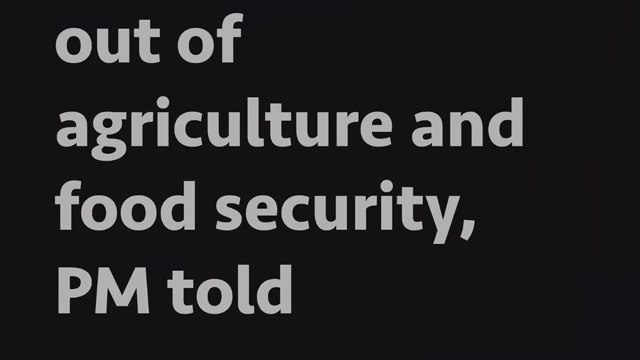 out of
agriculture and
food security,
PM told